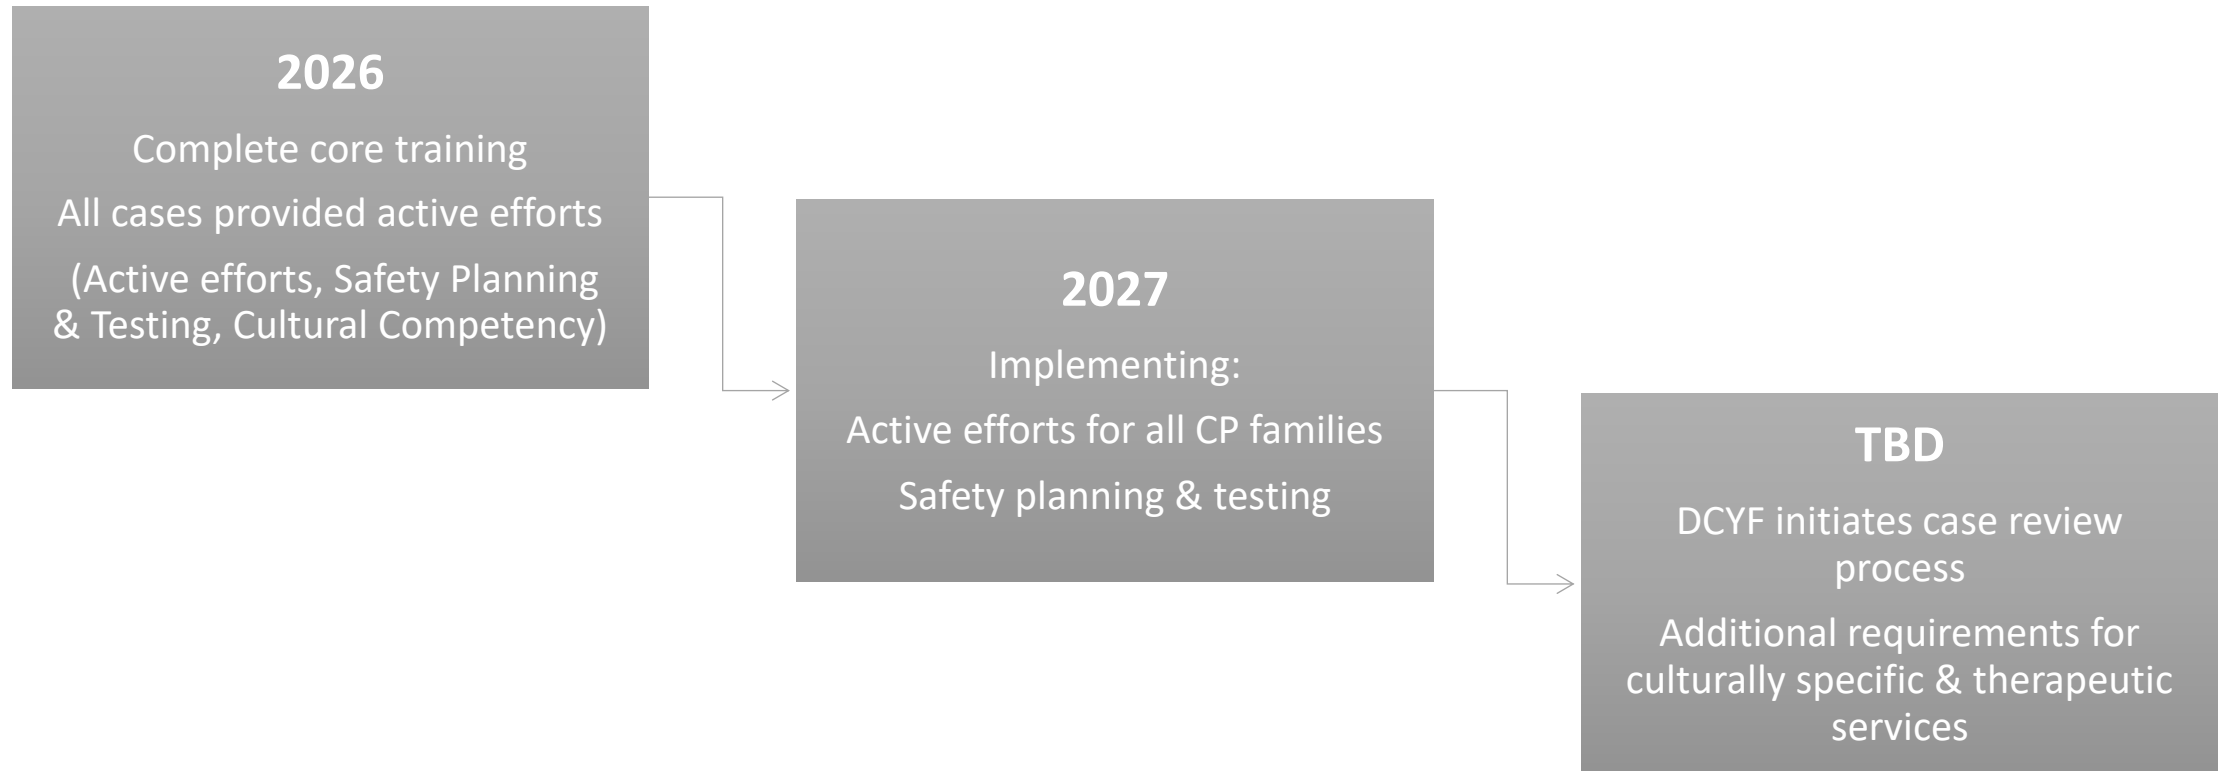 2026
Complete core training
All cases provided active efforts
(Active efforts, Safety Planning
& Testing, Cultural Competency)
2027
Implementing:
Active efforts for all CP families
Safety planning & testing
TBD
DCYF initiates case review
process
Additional requirements for
culturally specific & therapeutic
services